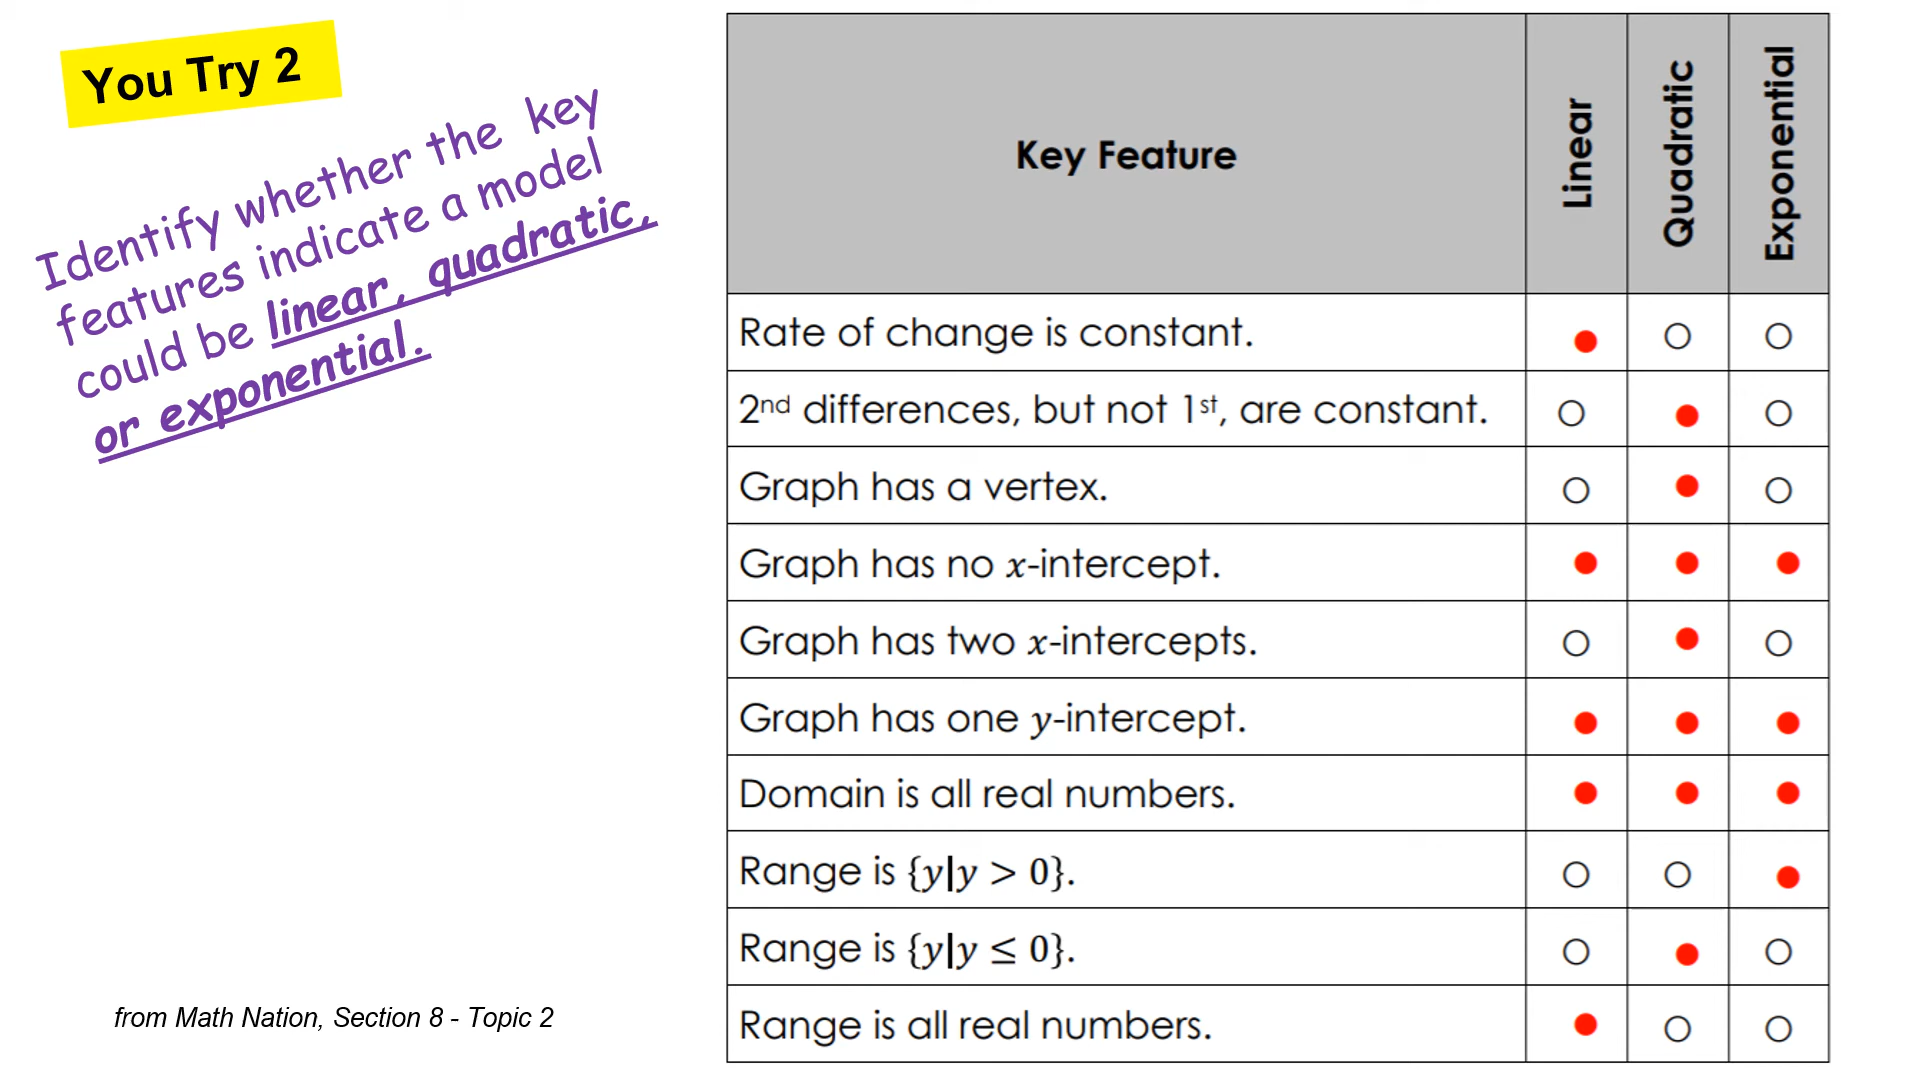 You Try 2
Identify whether the key
features indicate a model
could be linear, quadratic,
or exponential.
Key Feature
Linear
Quadratic
Exponential
Rate of change is constant.
2nd differences, but not 1st, are constant.
Graph has a vertex.
Graph has no x-intercept.
Graph has two x-intercepts.
Graph has one y-intercept.
Domain is all real numbers.
Range is {y|y > 0}.
Range is {y|y ≤ 0}.
Range is all real numbers.
from Math Nation, Section 8 - Topic 2